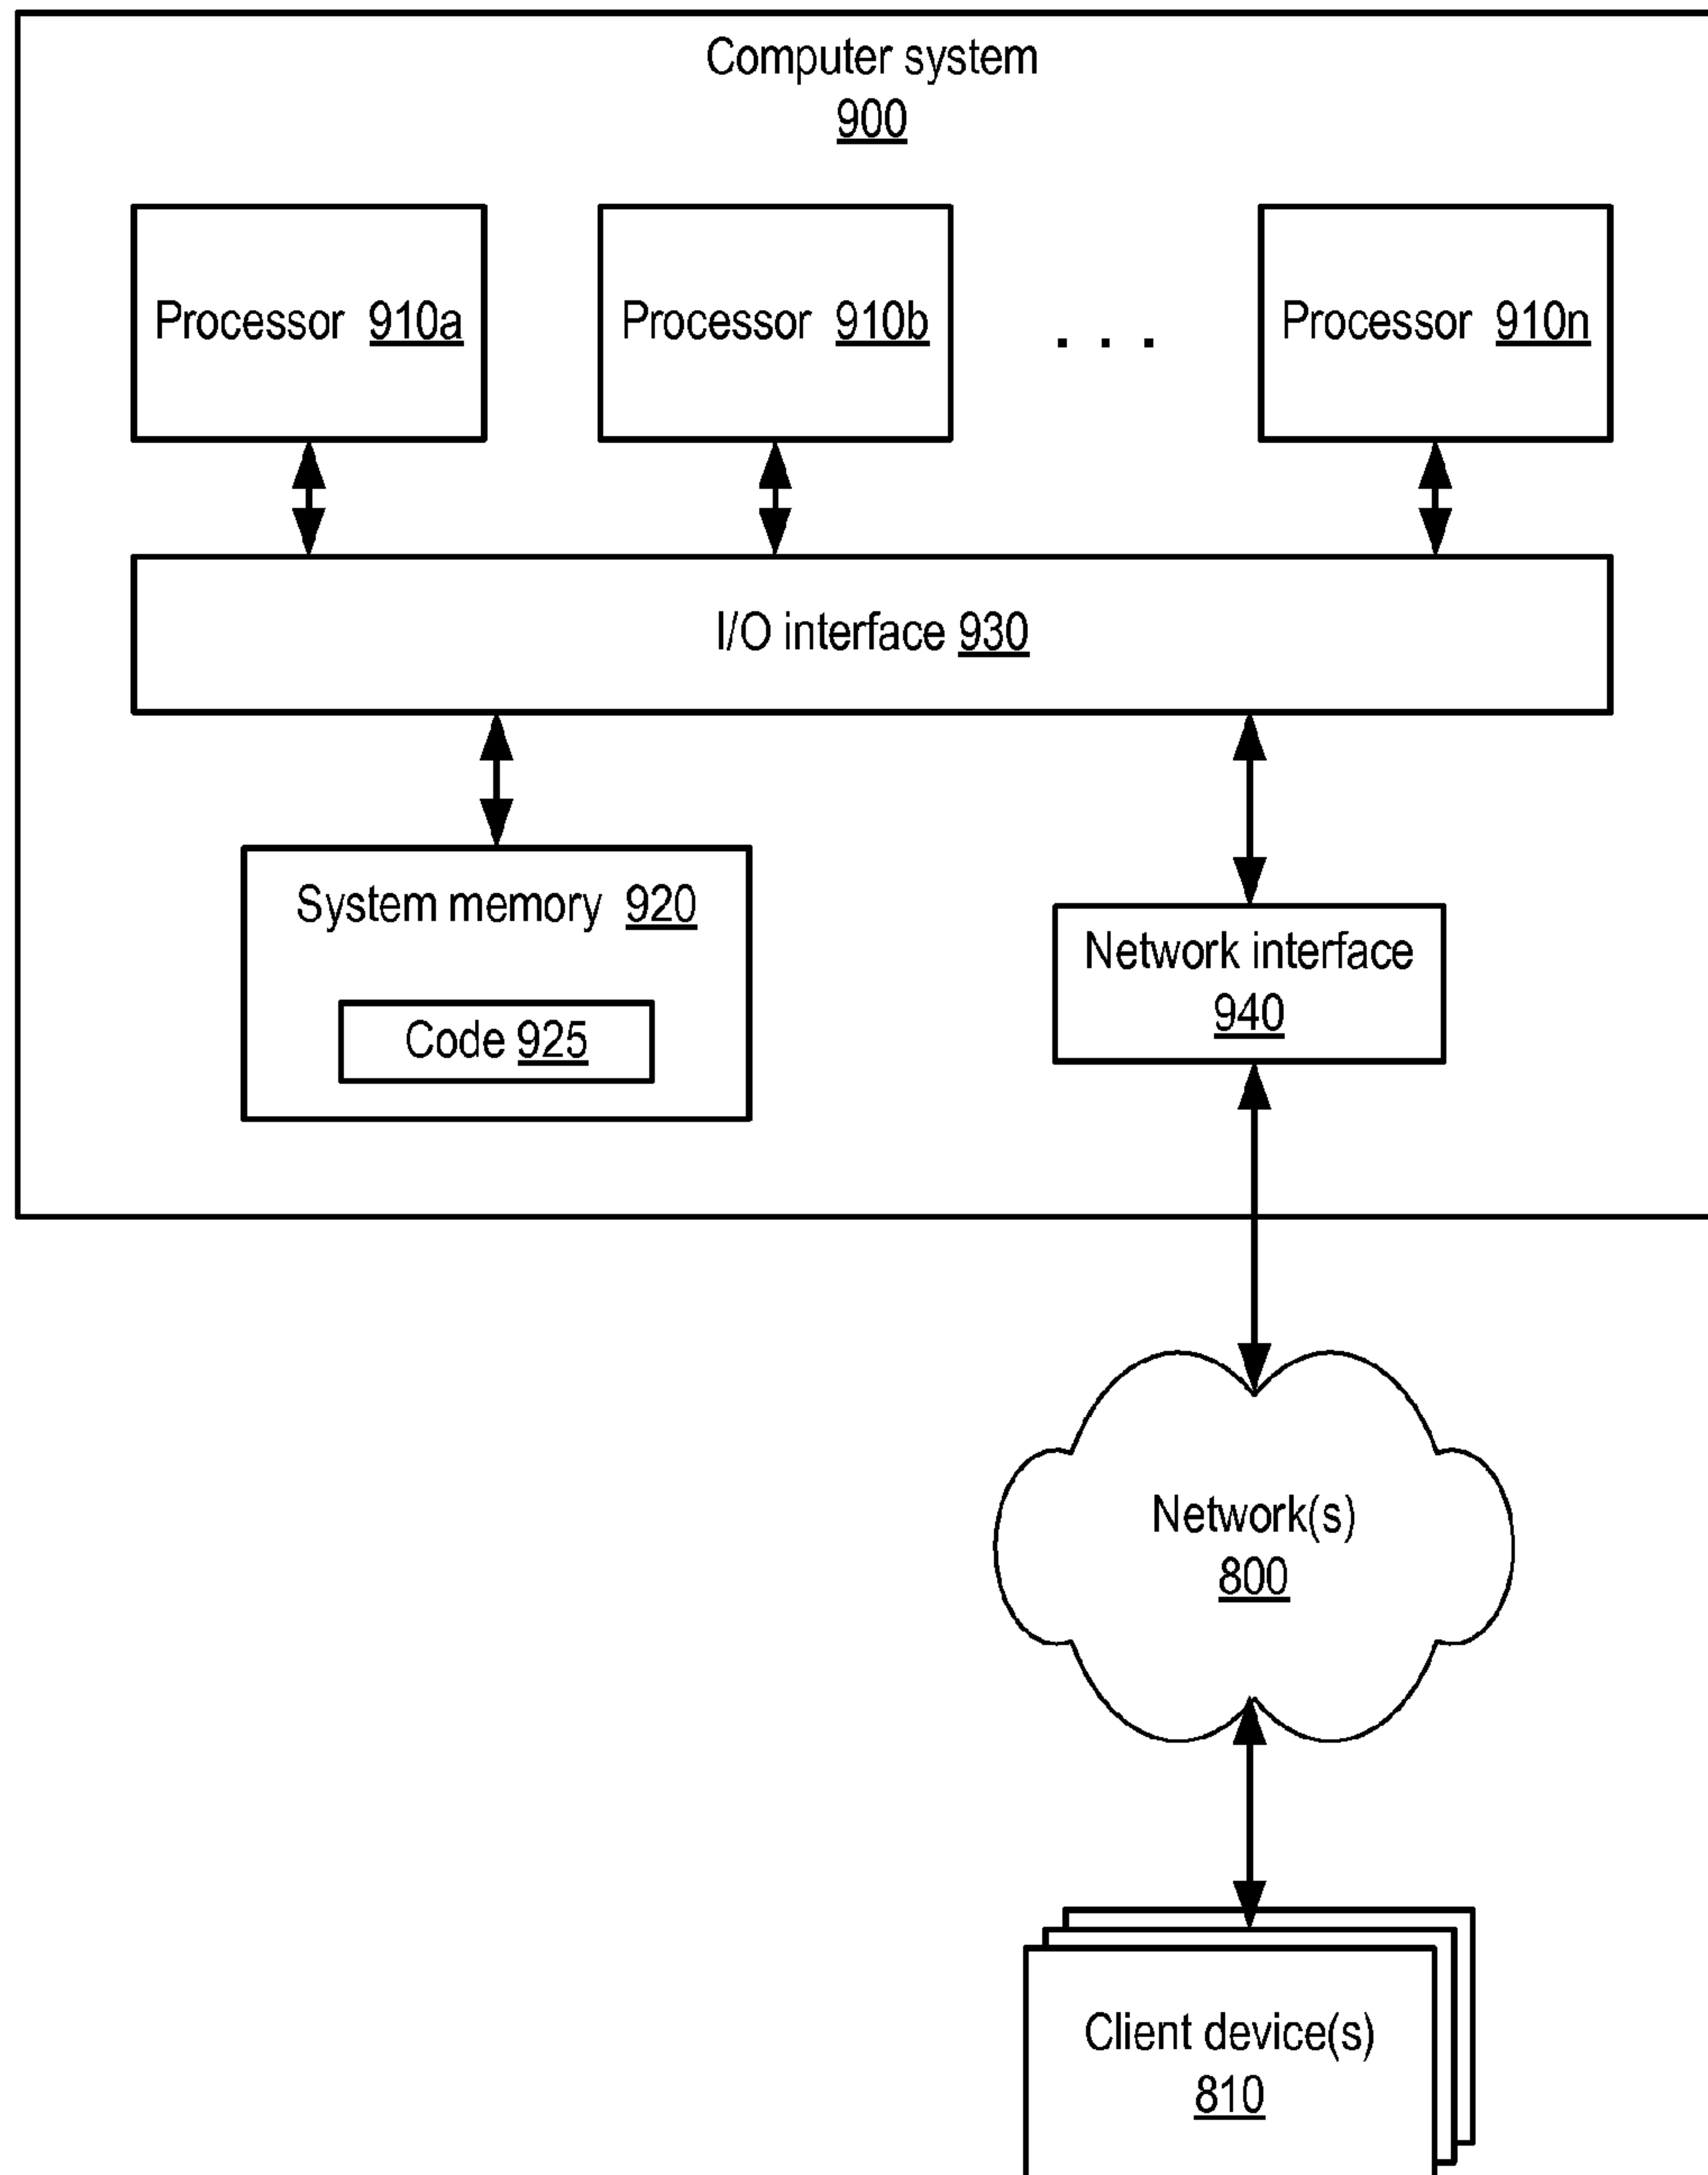 Computer system
900
Processor 910a
Processor 910b
. . .
Processor 910n
I/O interface 930
System memory 920
Code 925
Network interface
940
Network(s)
800
Client device(s)
810